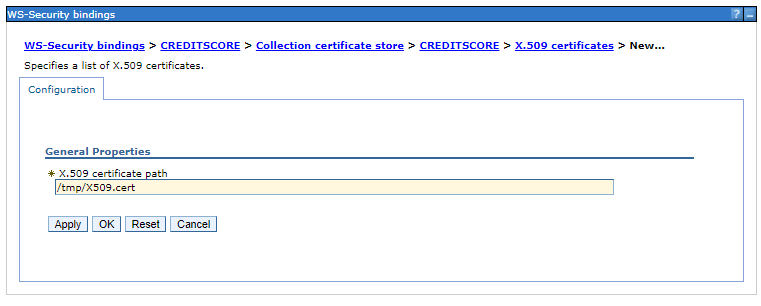 WS-Security bindings ? _
WS-Security bindings > CREDITSCORE > Collection certificate store > CREDITSCORE > X.509 certificates > New...
Specifies a list of X.509 certificates.
Configuration
General Properties
* X.509 certificate path
/tmp/X509.cert
Apply OK Reset Cancel